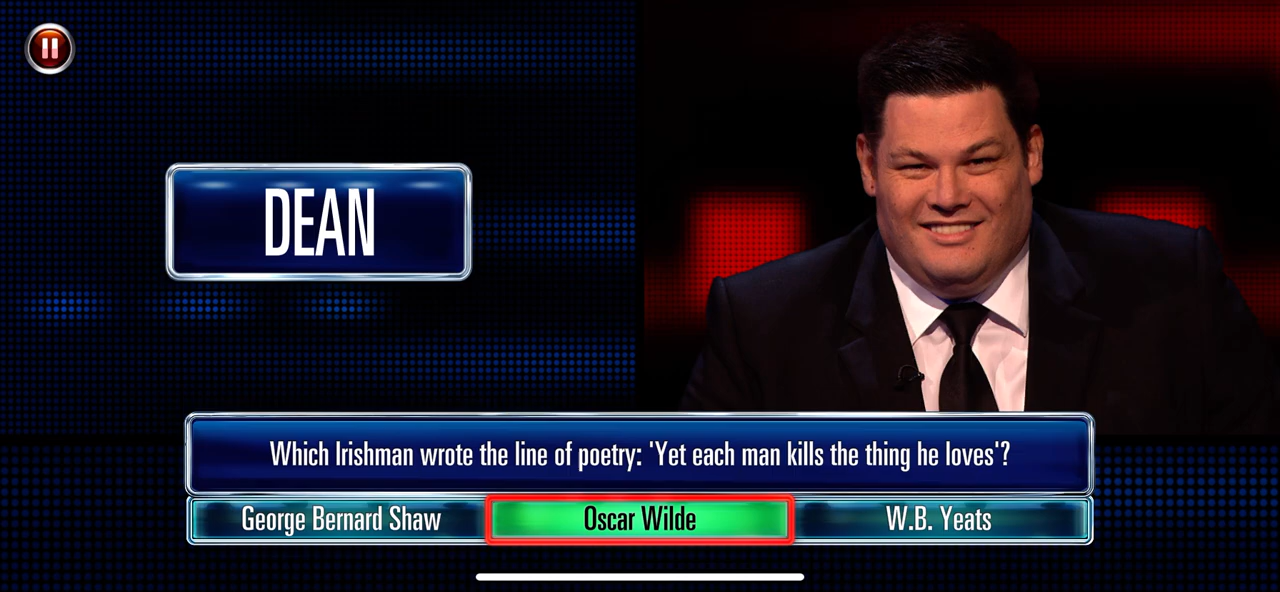 DEAN
Which Irishman wrote the line of poetry: 'Yet each man kills the thing he loves'?
George Bernard Shaw
Oscar Wilde
W.B. Yeats